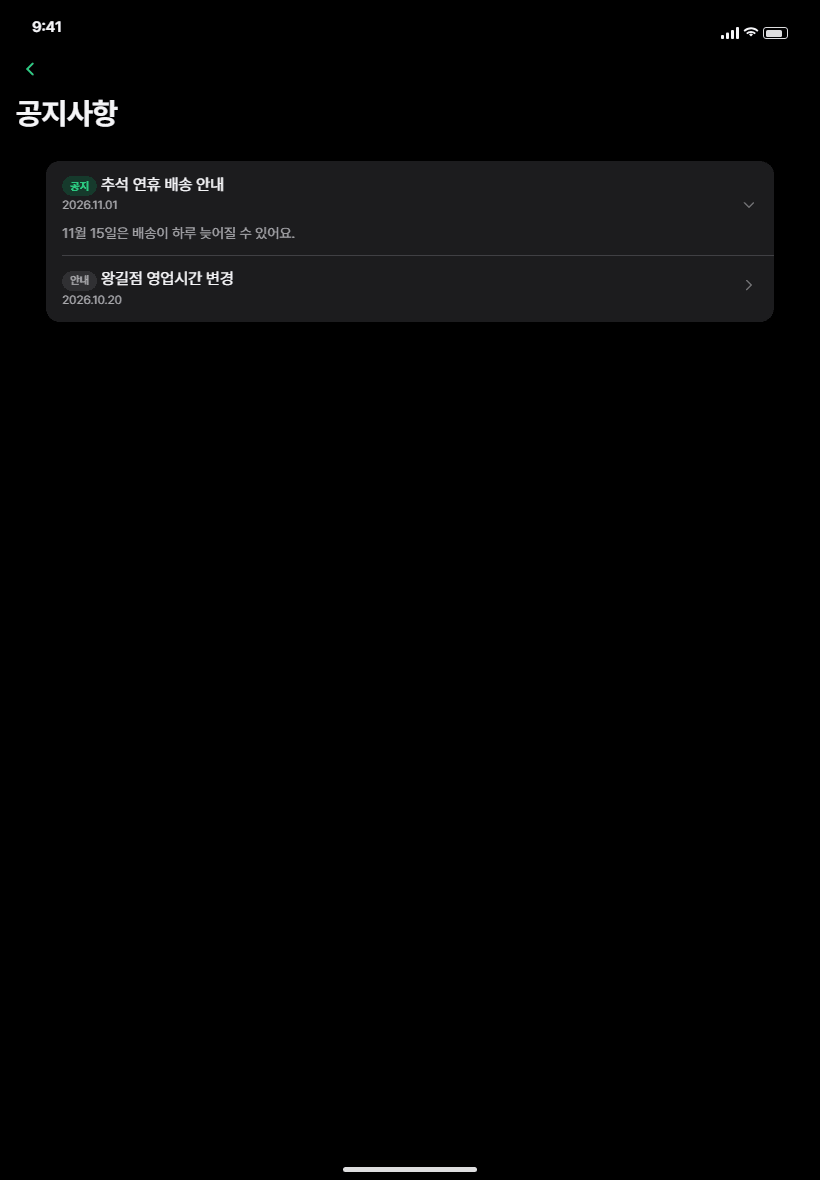 9:41
공지사항
공지 추석 연휴 배송 안내
2026.11.01
11월 15일은 배송이 하루 늦어질 수 있어요.
안내 왕길점 영업시간 변경
2026.10.20